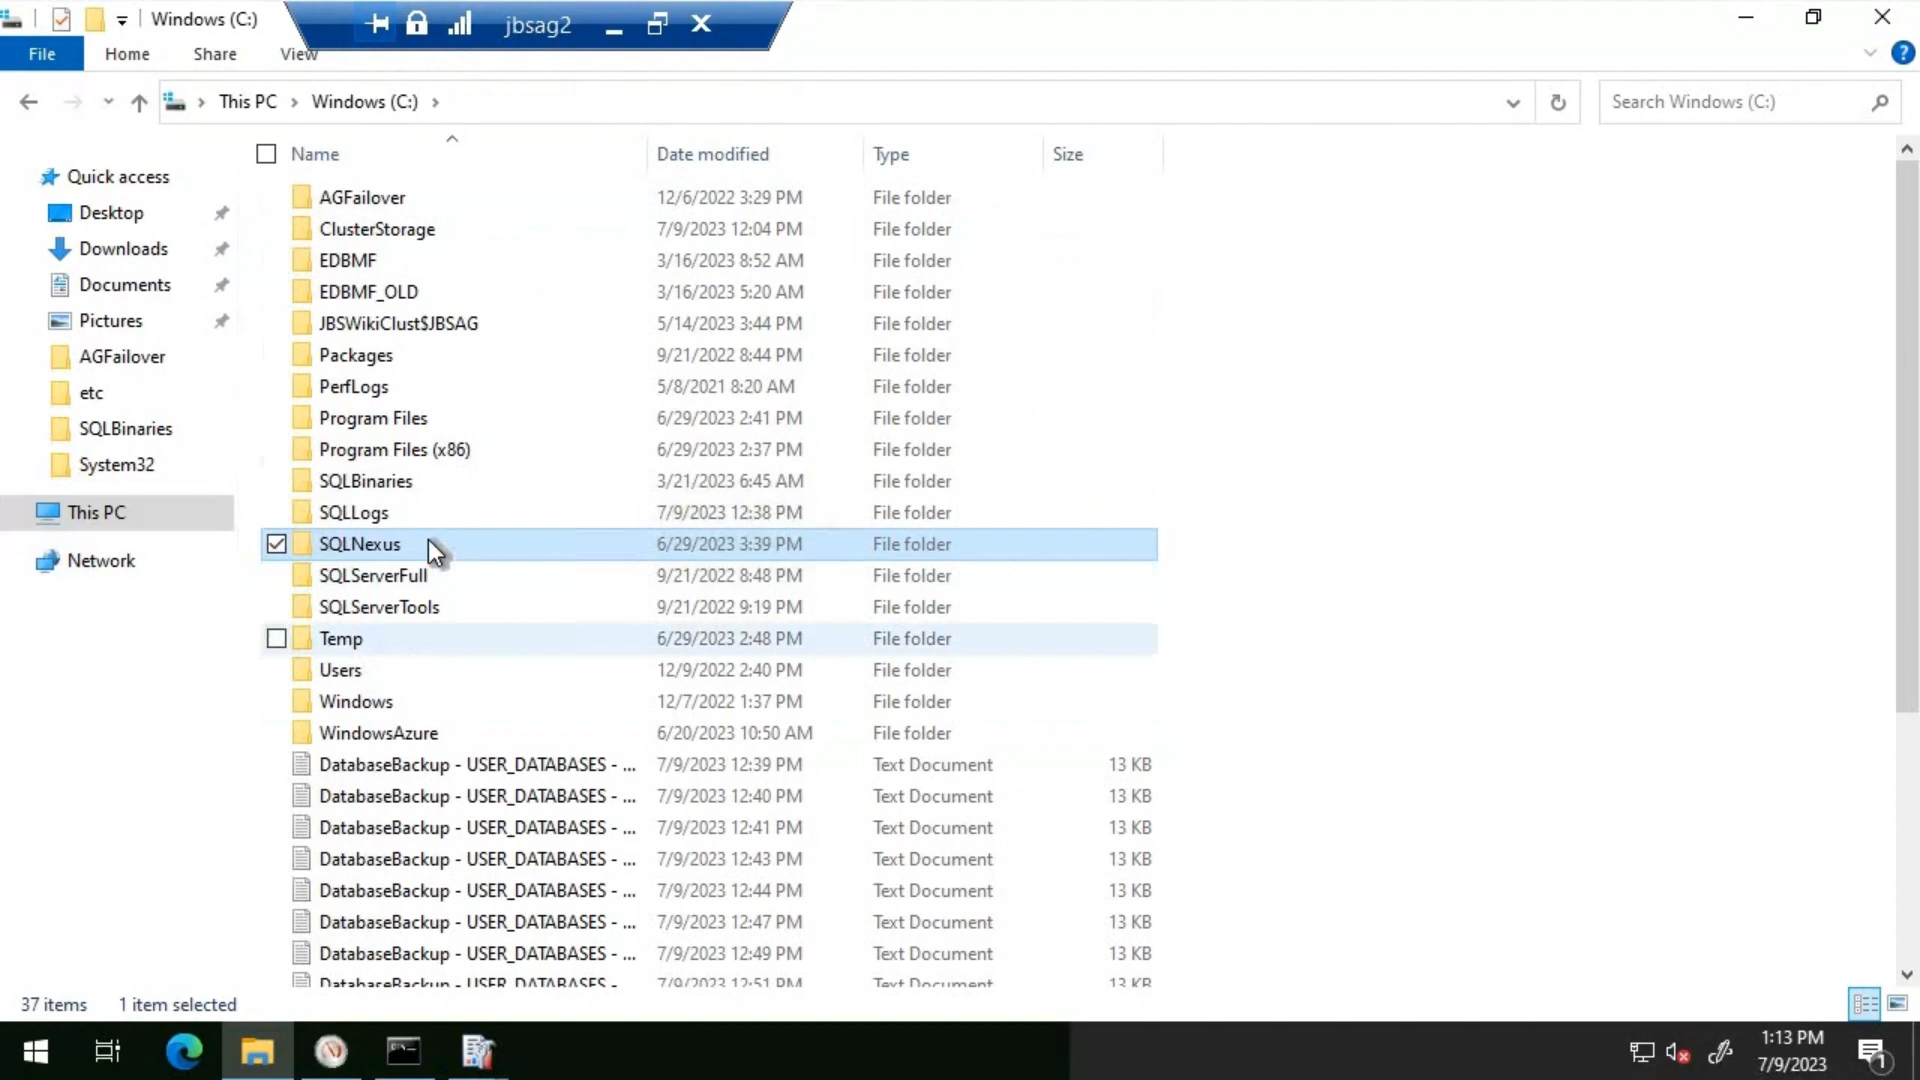 Windows (C:)
jbsag2
File
Home
Share
View
This PC
Windows (C:)
Search Windows (C:)
Name
Date modified
Type
Size
Quick access
Desktop
Downloads
Documents
Pictures
AGFailover
etc
SQLBinaries
System32
This PC
Network
AGFailover 12/6/2022 3:29 PM File folder
ClusterStorage 7/9/2023 12:04 PM File folder
EDBMF 3/16/2023 8:52 AM File folder
EDBMF_OLD 3/16/2023 5:20 AM File folder
JBSWikiClust$JBSAG 5/14/2023 3:44 PM File folder
Packages 9/21/2022 8:44 PM File folder
PerfLogs 5/8/2021 8:20 AM File folder
Program Files 6/29/2023 2:41 PM File folder
Program Files (x86) 6/29/2023 2:37 PM File folder
SQLBinaries 3/21/2023 6:45 AM File folder
SQLLogs 7/9/2023 12:38 PM File folder
SQLNexus 6/29/2023 3:39 PM File folder
SQLServerFull 9/21/2022 8:48 PM File folder
SQLServerTools 9/21/2022 9:19 PM File folder
Temp 6/29/2023 2:48 PM File folder
Users 12/9/2022 2:40 PM File folder
Windows 12/7/2022 1:37 PM File folder
WindowsAzure 6/20/2023 10:50 AM File folder
DatabaseBackup - USER_DATABASES - ... 7/9/2023 12:39 PM Text Document 13 KB
DatabaseBackup - USER_DATABASES - ... 7/9/2023 12:40 PM Text Document 13 KB
DatabaseBackup - USER_DATABASES - ... 7/9/2023 12:41 PM Text Document 13 KB
DatabaseBackup - USER_DATABASES - ... 7/9/2023 12:43 PM Text Document 13 KB
DatabaseBackup - USER_DATABASES - ... 7/9/2023 12:44 PM Text Document 13 KB
DatabaseBackup - USER_DATABASES - ... 7/9/2023 12:47 PM Text Document 13 KB
DatabaseBackup - USER_DATABASES - ... 7/9/2023 12:49 PM Text Document 13 KB
DatabaseBackup - USER_DATABASES - 7/9/2023 12:51 PM Text Document 13 KB
37 items
1 item selected
1:13 PM
7/9/2023
1